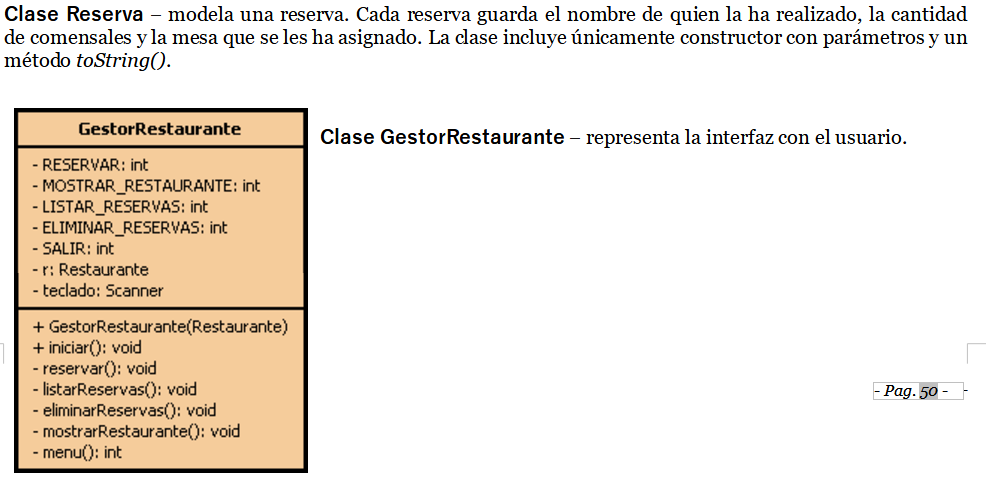 Clase Reserva – modela una reserva. Cada reserva guarda el nombre de quien la ha realizado, la cantidad
de comensales y la mesa que se les ha asignado. La clase incluye únicamente constructor con parámetros y un
método toString().
GestorRestaurante
- RESERVAR: int
- MOSTRAR_RESTAURANTE: int
- LISTAR_RESERVAS: int
- ELIMINAR_RESERVAS: int
- SALIR: int
- r: Restaurante
- teclado: Scanner
+ GestorRestaurante(Restaurante)
+ iniciar(): void
- reservar(): void
- listarReservas(): void
- eliminarReservas(): void
- mostrarRestaurante(): void
- menu(): int
Clase GestorRestaurante – representa la interfaz con el usuario.
- Pag. 50 -